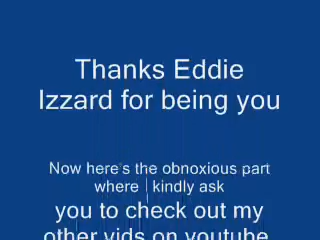 Thanks Eddie
Izzard for being you
Now here's the obnoxious part
where I kindly ask
you to check out my
other vids on youtube